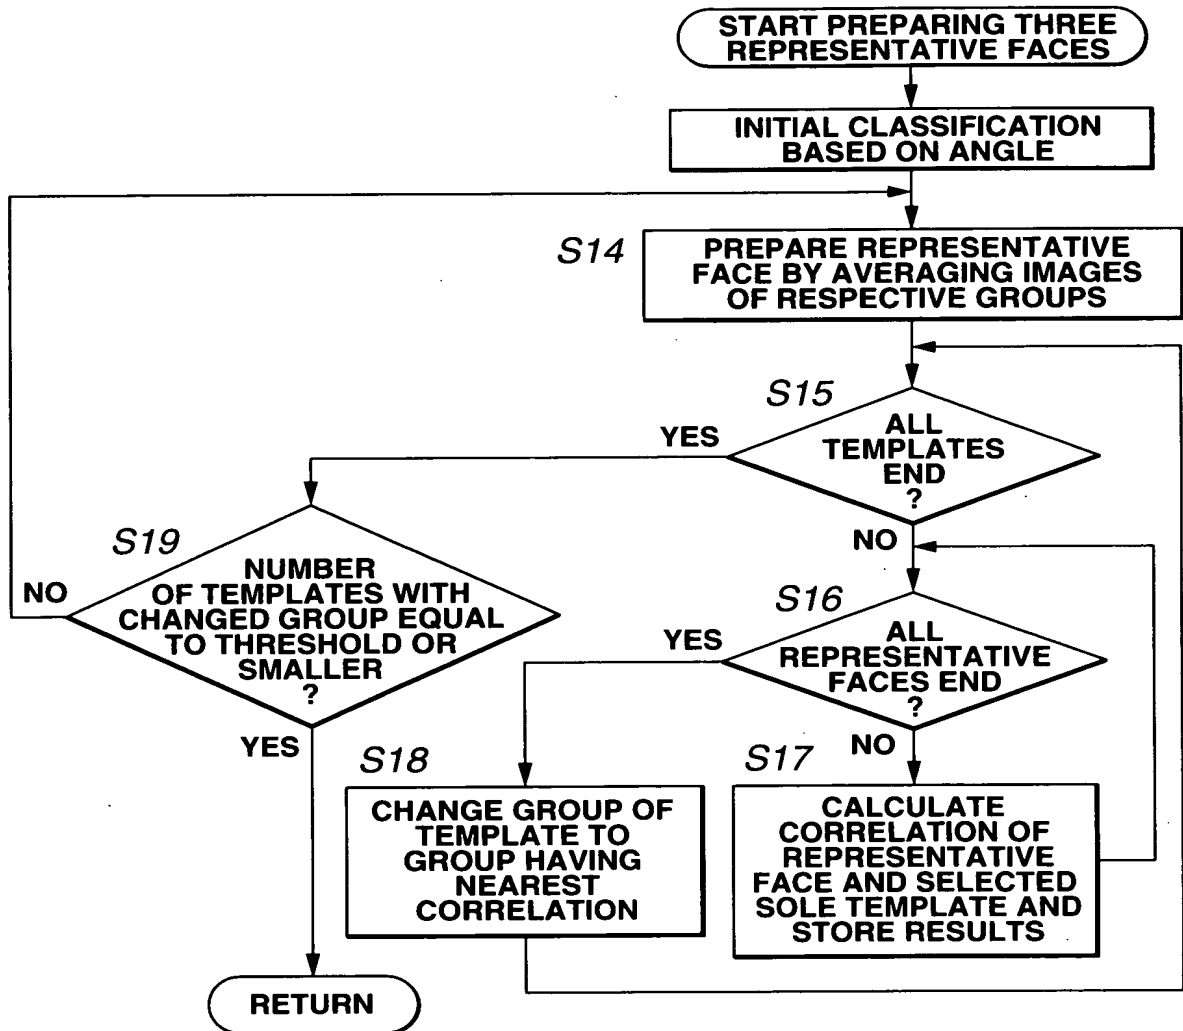 START PREPARING THREE
REPRESENTATIVE FACES
INITIAL CLASSIFICATION
BASED ON ANGLE
S14
PREPARE REPRESENTATIVE
FACE BY AVERAGING IMAGES
OF RESPECTIVE GROUPS
S15
ALL
TEMPLATES
END
?
YES
NO
S19
NUMBER
OF TEMPLATES WITH
CHANGED GROUP EQUAL
TO THRESHOLD OR
SMALLER
?
NO
YES
S16
ALL
REPRESENTATIVE
FACES END
?
YES
NO
S18
CHANGE GROUP OF
TEMPLATE TO
GROUP HAVING
NEAREST
CORRELATION
S17
CALCULATE
CORRELATION OF
REPRESENTATIVE
FACE AND SELECTED
SOLE TEMPLATE AND
STORE RESULTS
RETURN